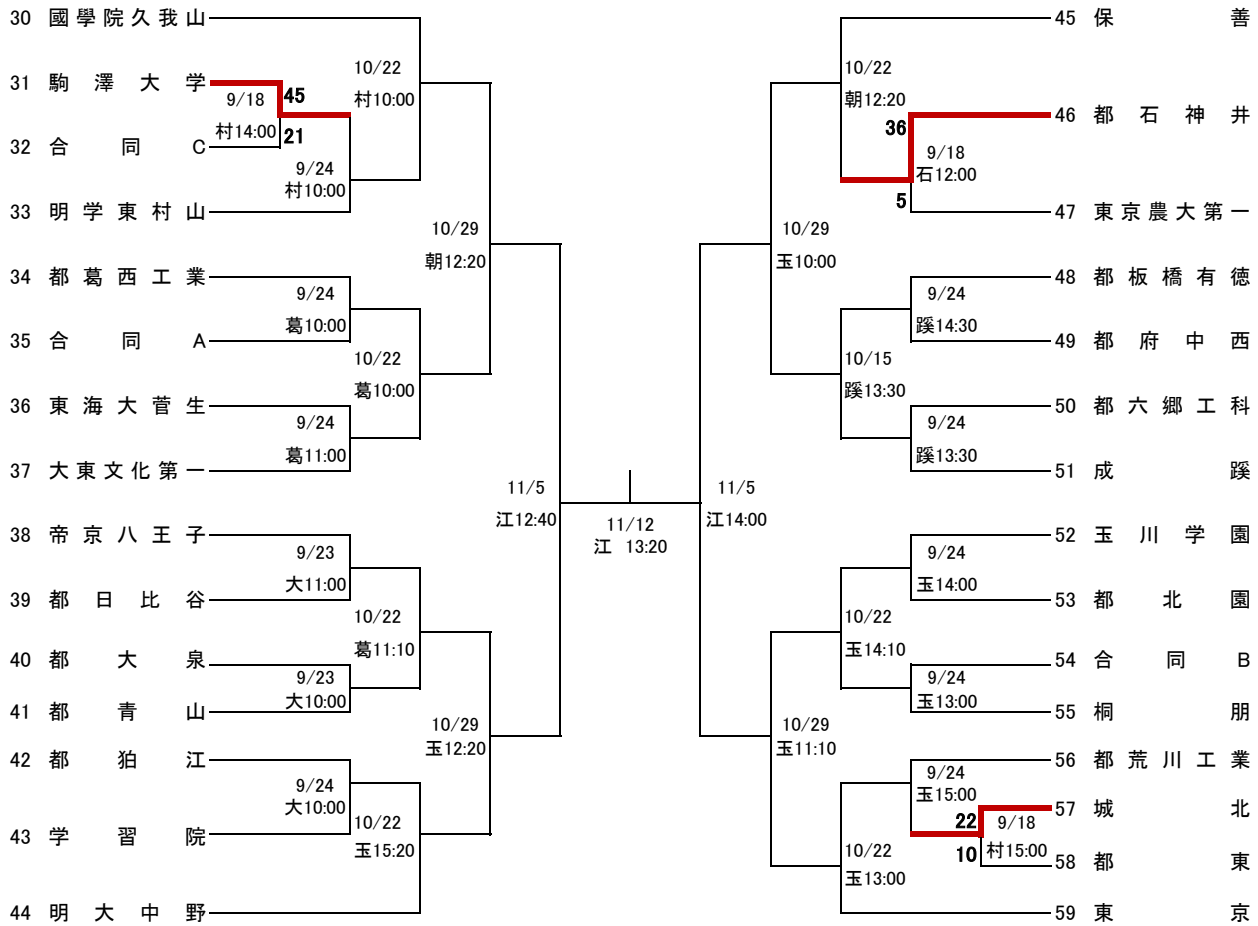 30 國學院久我山
31 駒澤大学
32 合同C
33 明学東村山
34 都葛西工業
35 合同A
36 東海大菅生
37 大東文化第一
38 帝京八王子
39 都日比谷
40 都大泉
41 都青山
42 都狛江
43 学習院
44 明大中野
9/18
村14:00
45
21
9/24
村10:00
9/24
葛10:00
9/24
葛11:00
9/23
大11:00
9/23
大10:00
9/24
大10:00
10/22
村10:00
10/22
葛10:00
10/22
葛11:10
10/22
玉15:20
10/29
朝12:20
10/29
玉12:20
11/5
江12:40
11/12
江 13:20
11/5
江14:00
10/29
玉10:00
10/29
玉11:10
10/22
朝12:20
10/15
蹊13:30
10/22
玉14:10
10/22
玉13:00
36
5
9/18
石12:00
9/24
蹊14:30
9/24
蹊13:30
9/24
玉14:00
9/24
玉13:00
9/24
玉15:00
22
10
9/18
村15:00
45 保善
46 都石神井
47 東京農大第一
48 都板橋有徳
49 都府中西
50 都六郷工科
51 成蹊
52 玉川学園
53 都北園
54 合同B
55 桐朋
56 都荒川工業
57 城北
58 都東
59 東京